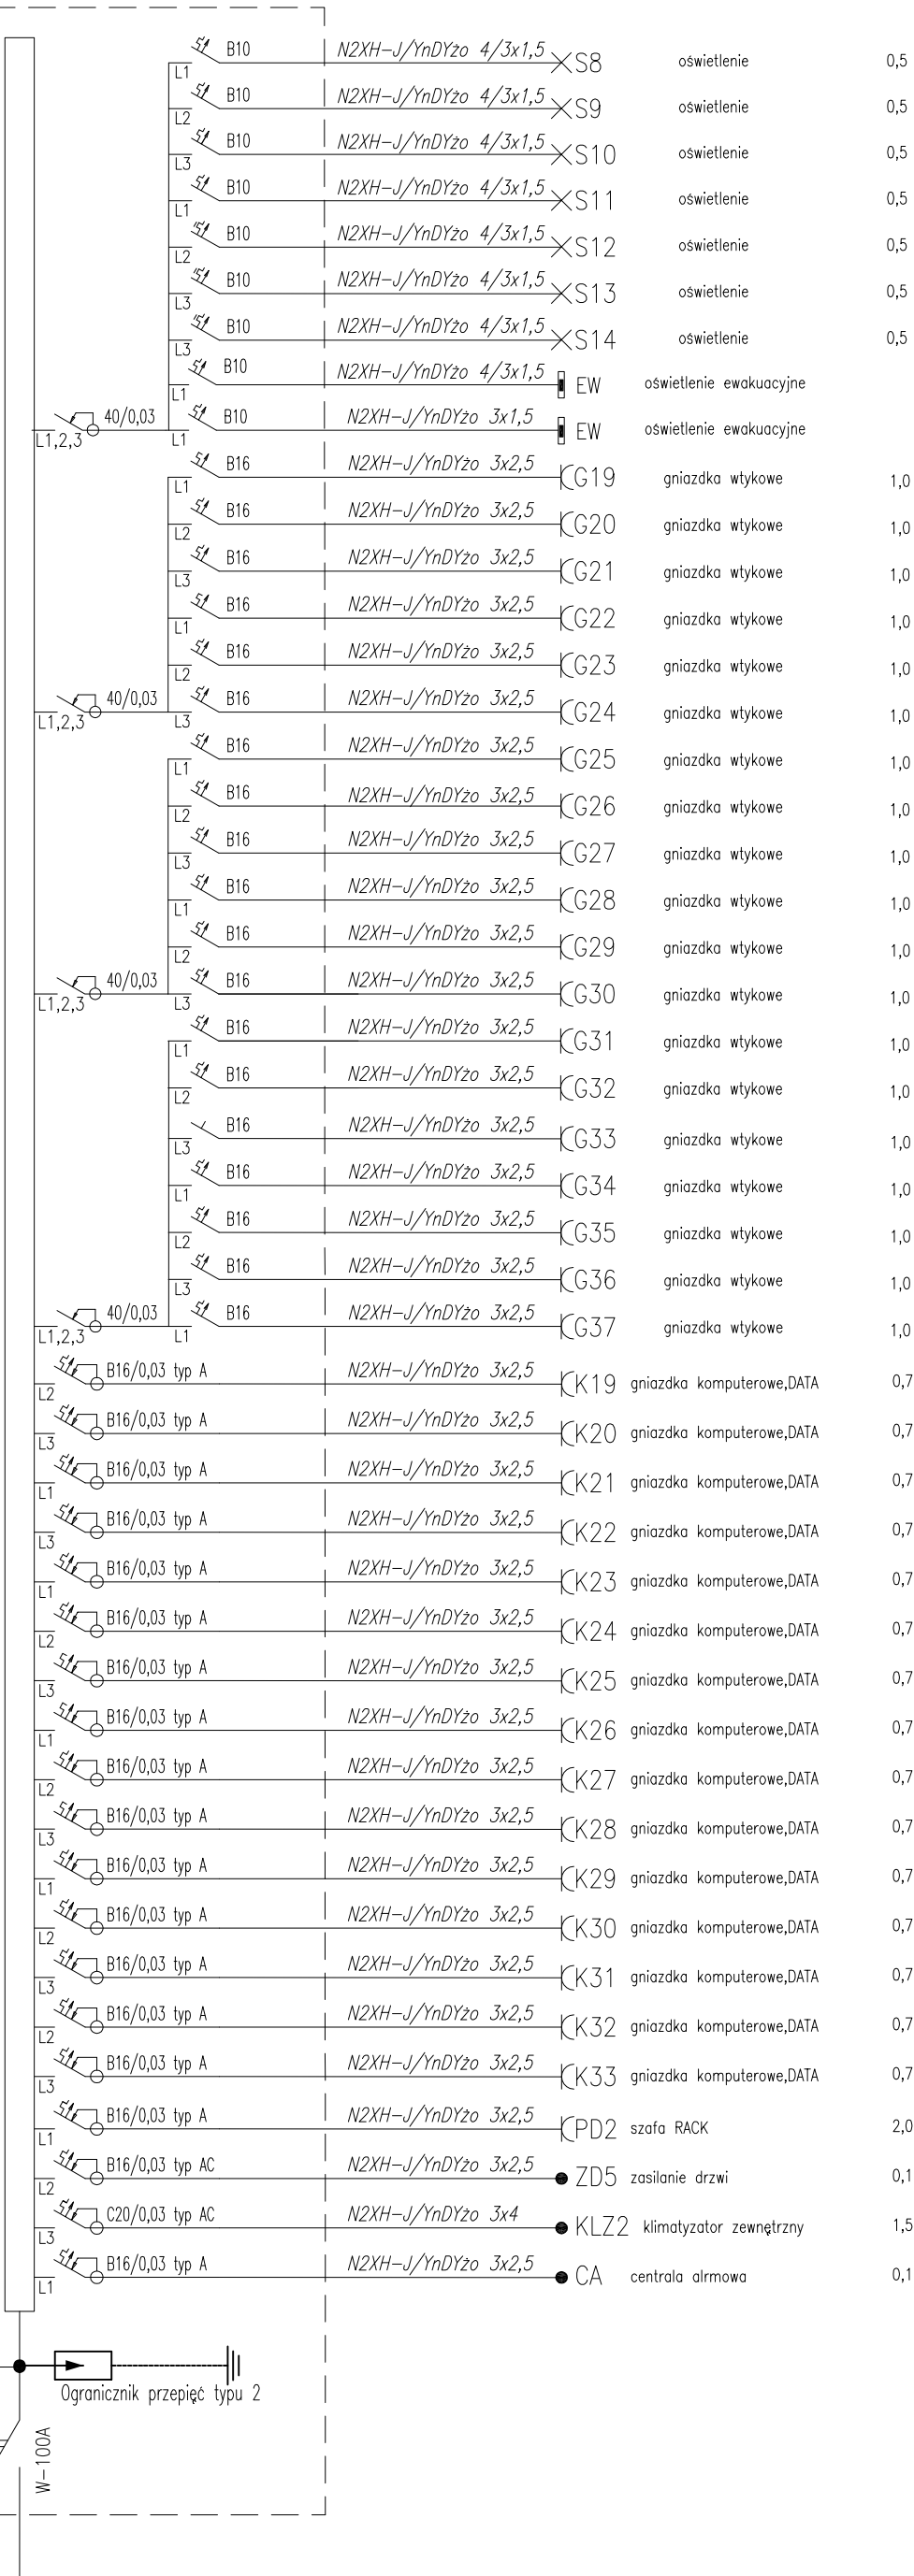 B10 N2XH-J/YnDYżo 4/3x1,5 S8 oświetlenie 0,5
L1
B10 N2XH-J/YnDYżo 4/3x1,5 S9 oświetlenie 0,5
L2
B10 N2XH-J/YnDYżo 4/3x1,5 S10 oświetlenie 0,5
L3
B10 N2XH-J/YnDYżo 4/3x1,5 S11 oświetlenie 0,5
L1
B10 N2XH-J/YnDYżo 4/3x1,5 S12 oświetlenie 0,5
L2
B10 N2XH-J/YnDYżo 4/3x1,5 S13 oświetlenie 0,5
L3
B10 N2XH-J/YnDYżo 4/3x1,5 S14 oświetlenie 0,5
L3
B10 N2XH-J/YnDYżo 4/3x1,5 EW oświetlenie ewakuacyjne
L1
40/0,03 B10 N2XH-J/YnDYżo 3x1,5 EW oświetlenie ewakuacyjne
L1,2,3 L1
B16 N2XH-J/YnDYżo 3x2,5 G19 gniazdka wtykowe 1,0
L1
B16 N2XH-J/YnDYżo 3x2,5 G20 gniazdka wtykowe 1,0
L2
B16 N2XH-J/YnDYżo 3x2,5 G21 gniazdka wtykowe 1,0
L3
B16 N2XH-J/YnDYżo 3x2,5 G22 gniazdka wtykowe 1,0
L1
B16 N2XH-J/YnDYżo 3x2,5 G23 gniazdka wtykowe 1,0
L2
40/0,03 B16 N2XH-J/YnDYżo 3x2,5 G24 gniazdka wtykowe 1,0
L1,2,3 L3
B16 N2XH-J/YnDYżo 3x2,5 G25 gniazdka wtykowe 1,0
L1
B16 N2XH-J/YnDYżo 3x2,5 G26 gniazdka wtykowe 1,0
L2
B16 N2XH-J/YnDYżo 3x2,5 G27 gniazdka wtykowe 1,0
L3
B16 N2XH-J/YnDYżo 3x2,5 G28 gniazdka wtykowe 1,0
L1
B16 N2XH-J/YnDYżo 3x2,5 G29 gniazdka wtykowe 1,0
L2
40/0,03 B16 N2XH-J/YnDYżo 3x2,5 G30 gniazdka wtykowe 1,0
L1,2,3 L3
B16 N2XH-J/YnDYżo 3x2,5 G31 gniazdka wtykowe 1,0
L1
B16 N2XH-J/YnDYżo 3x2,5 G32 gniazdka wtykowe 1,0
L2
B16 N2XH-J/YnDYżo 3x2,5 G33 gniazdka wtykowe 1,0
L3
B16 N2XH-J/YnDYżo 3x2,5 G34 gniazdka wtykowe 1,0
L1
B16 N2XH-J/YnDYżo 3x2,5 G35 gniazdka wtykowe 1,0
L2
B16 N2XH-J/YnDYżo 3x2,5 G36 gniazdka wtykowe 1,0
L3
40/0,03 B16 N2XH-J/YnDYżo 3x2,5 G37 gniazdka wtykowe 1,0
L1,2,3 L1
B16/0,03 typ A N2XH-J/YnDYżo 3x2,5 K19 gniazdka komputerowe,DATA 0,7
L2
B16/0,03 typ A N2XH-J/YnDYżo 3x2,5 K20 gniazdka komputerowe,DATA 0,7
L3
B16/0,03 typ A N2XH-J/YnDYżo 3x2,5 K21 gniazdka komputerowe,DATA 0,7
L1
B16/0,03 typ A N2XH-J/YnDYżo 3x2,5 K22 gniazdka komputerowe,DATA 0,7
L3
B16/0,03 typ A N2XH-J/YnDYżo 3x2,5 K23 gniazdka komputerowe,DATA 0,7
L1
B16/0,03 typ A N2XH-J/YnDYżo 3x2,5 K24 gniazdka komputerowe,DATA 0,7
L2
B16/0,03 typ A N2XH-J/YnDYżo 3x2,5 K25 gniazdka komputerowe,DATA 0,7
L3
B16/0,03 typ A N2XH-J/YnDYżo 3x2,5 K26 gniazdka komputerowe,DATA 0,7
L1
B16/0,03 typ A N2XH-J/YnDYżo 3x2,5 K27 gniazdka komputerowe,DATA 0,7
L2
B16/0,03 typ A N2XH-J/YnDYżo 3x2,5 K28 gniazdka komputerowe,DATA 0,7
L3
B16/0,03 typ A N2XH-J/YnDYżo 3x2,5 K29 gniazdka komputerowe,DATA 0,7
L1
B16/0,03 typ A N2XH-J/YnDYżo 3x2,5 K30 gniazdka komputerowe,DATA 0,7
L2
B16/0,03 typ A N2XH-J/YnDYżo 3x2,5 K31 gniazdka komputerowe,DATA 0,7
L3
B16/0,03 typ A N2XH-J/YnDYżo 3x2,5 K32 gniazdka komputerowe,DATA 0,7
L2
B16/0,03 typ A N2XH-J/YnDYżo 3x2,5 K33 gniazdka komputerowe,DATA 0,7
L3
B16/0,03 typ A N2XH-J/YnDYżo 3x2,5 PD2 szafa RACK 2,0
L1
B16/0,03 typ AC N2XH-J/YnDYżo 3x2,5 ZD5 zasilanie drzwi 0,1
L2
C20/0,03 typ AC N2XH-J/YnDYżo 3x4 KLZ2 klimatyzator zewnętrzny 1,5
L3
B16/0,03 typ A N2XH-J/YnDYżo 3x2,5 CA centrala alrmowa 0,1
L1
Ogranicznik przepięć typu 2
W-100A